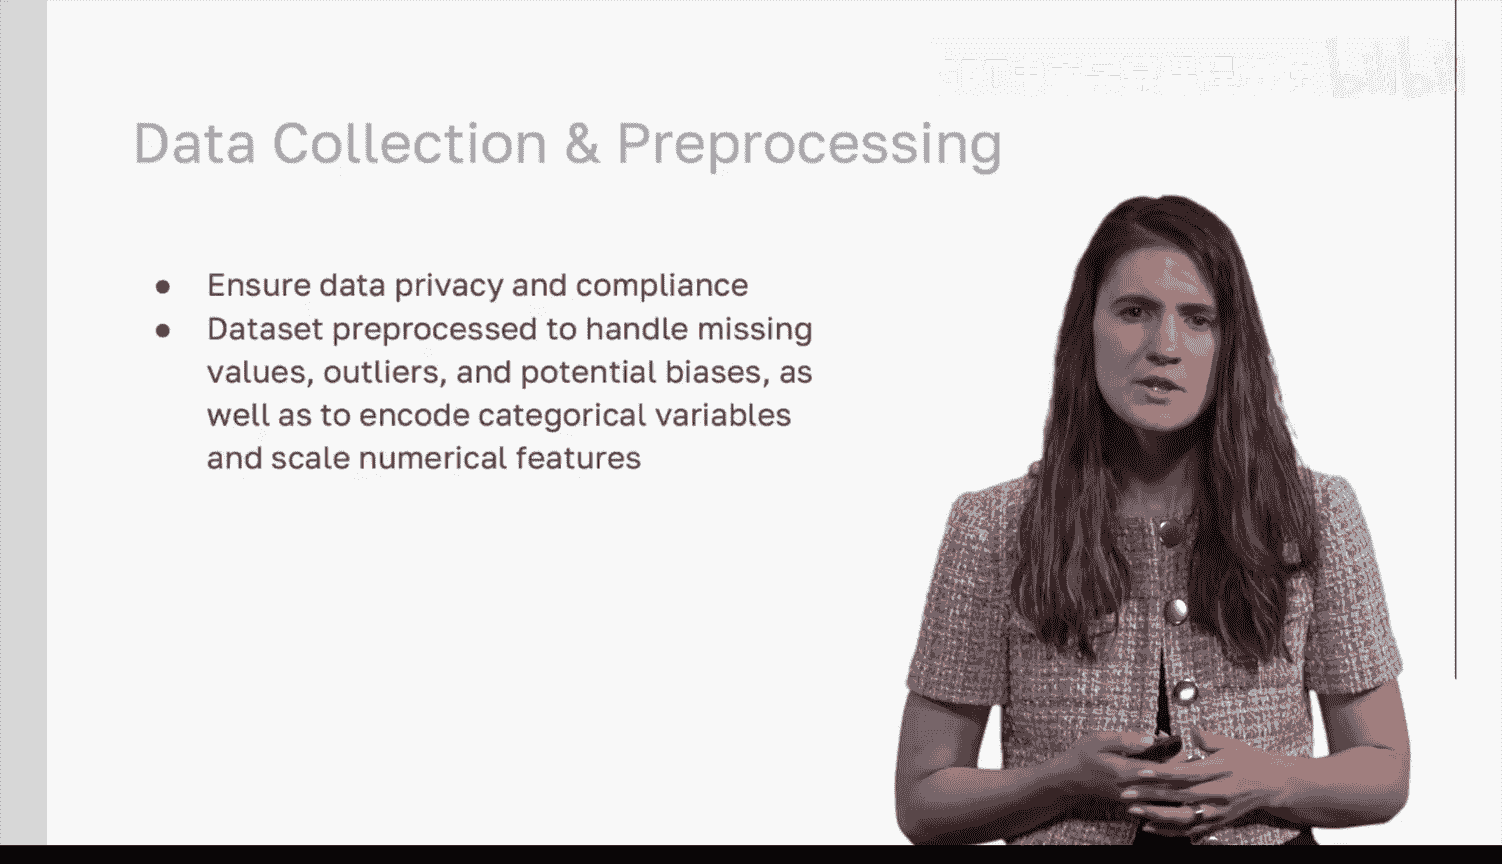 Data Collection & Preprocessing
● Ensure data privacy and compliance
● Dataset preprocessed to handle missing
values, outliers, and potential biases, as
well as to encode categorical variables
and scale numerical features